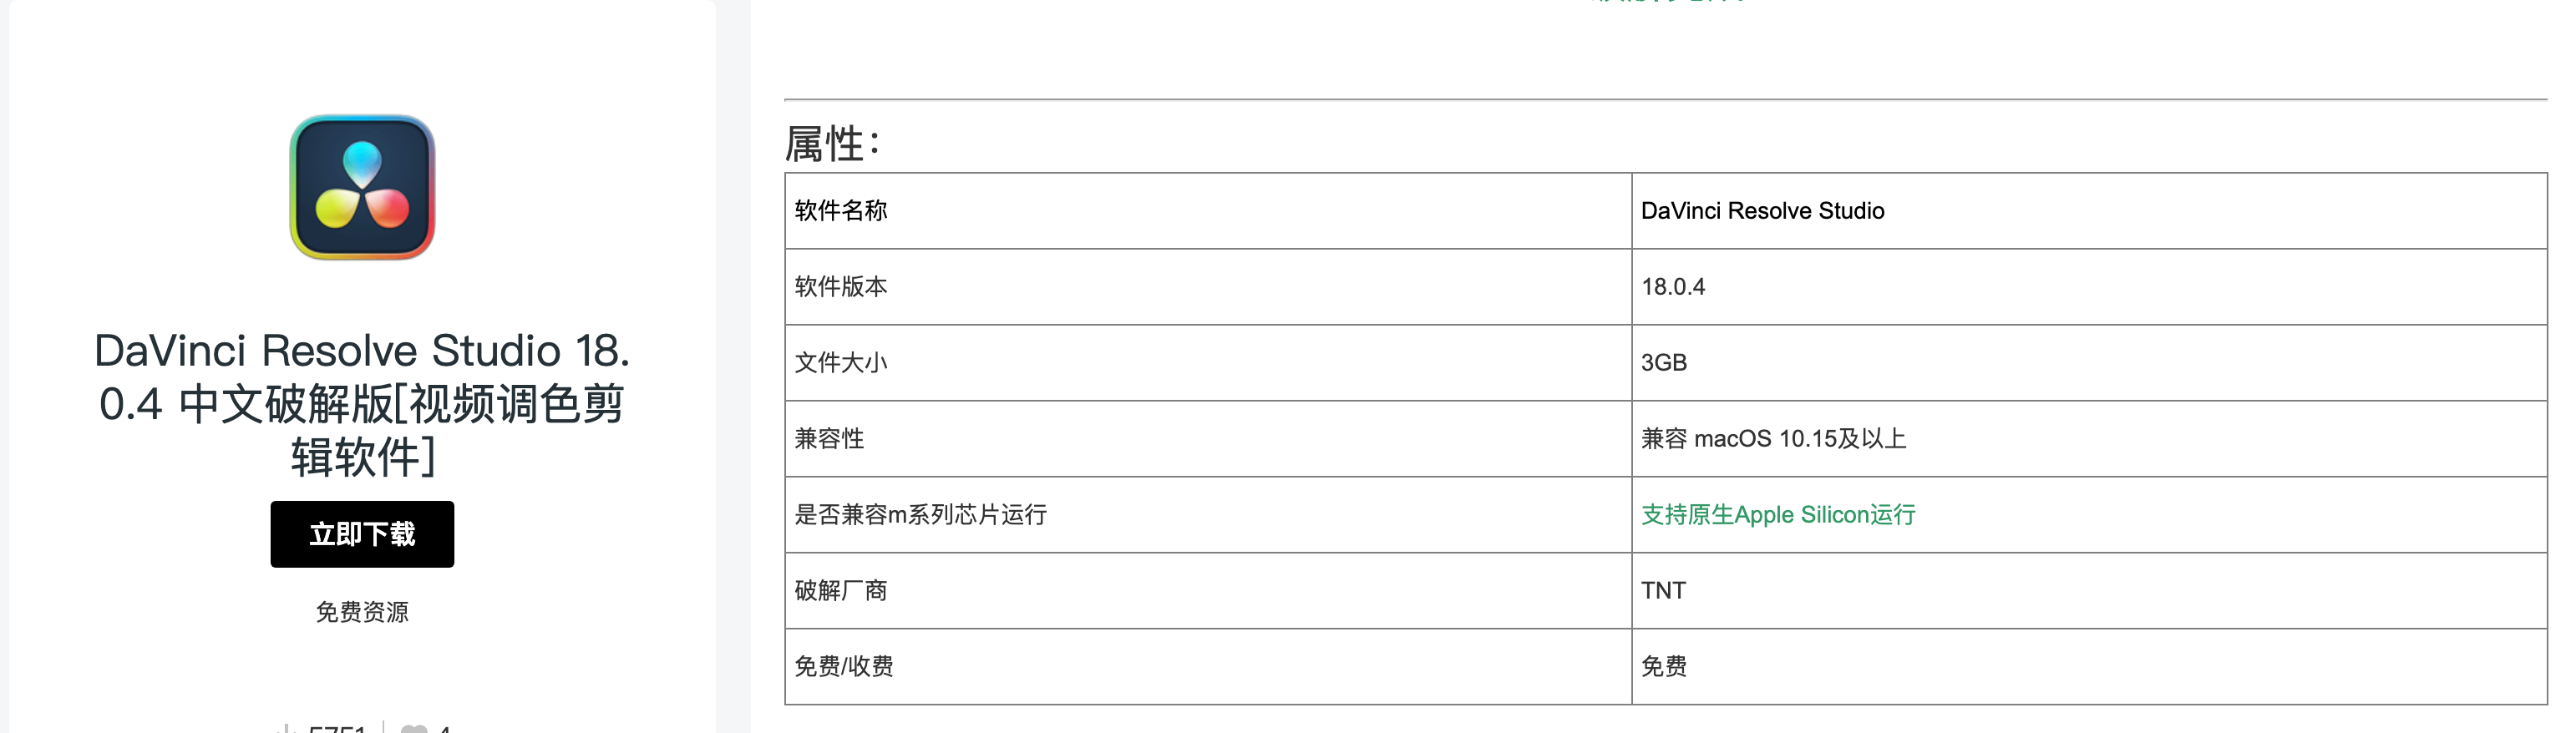 DaVinci Resolve Studio 18.
0.4 中文破解版[视频调色剪
辑软件]
立即下载
免费资源
属性：
软件名称 DaVinci Resolve Studio
软件版本 18.0.4
文件大小 3GB
兼容性 兼容 macOS 10.15及以上
是否兼容m系列芯片运行 支持原生Apple Silicon运行
破解厂商 TNT
免费/收费 免费